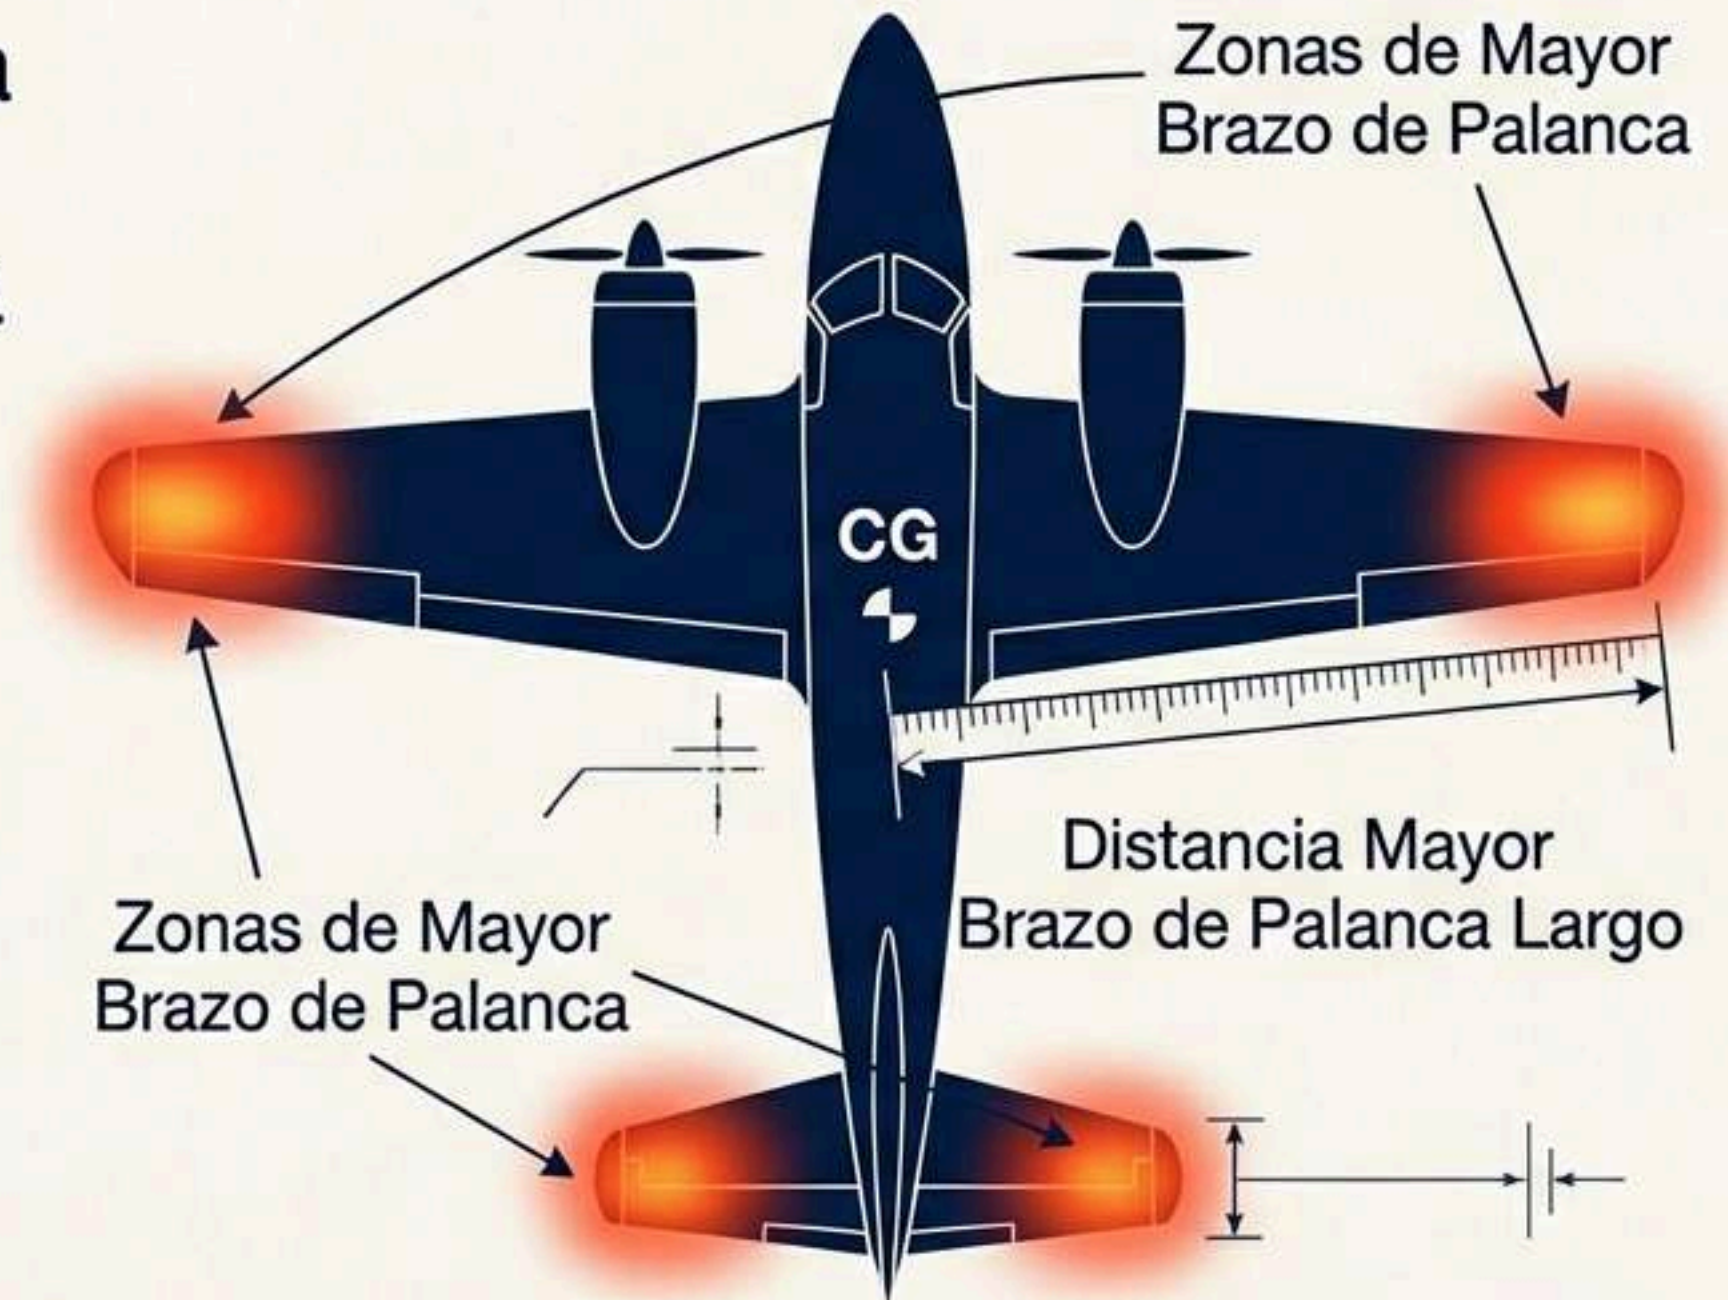 Zonas de Mayor
Brazo de Palanca
CG
Distancia Mayor
Brazo de Palanca Largo
Zonas de Mayor
Brazo de Palanca